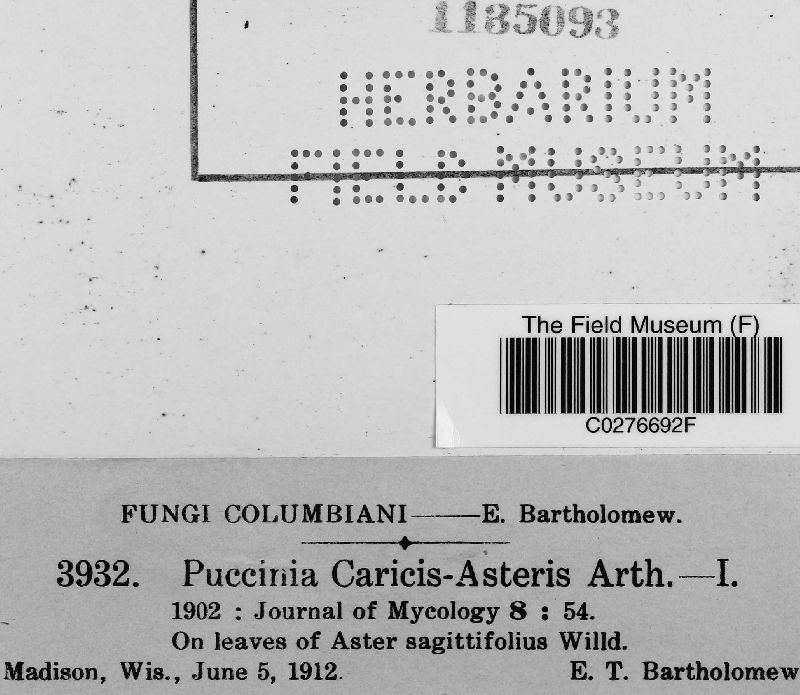 1185093
HERBARIUM
FIELD MUSEUM
The Field Museum (F)
C0276692F
FUNGI COLUMBIANI——E. Bartholomew.
3932. Puccinia Caricis-Asteris Arth.—I.
1902 : Journal of Mycology 8 : 54.
On leaves of Aster sagittifolius Willd.
Madison, Wis., June 5, 1912. E. T. Bartholomew